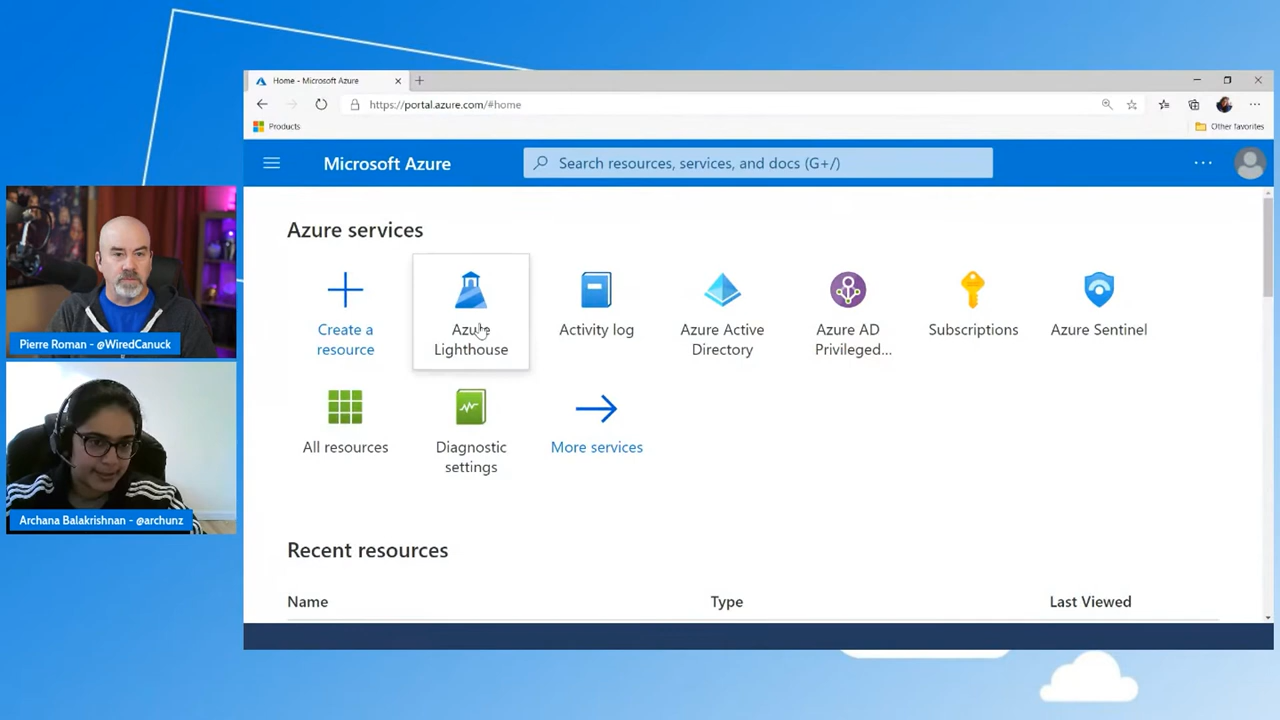 Home - Microsoft Azure
https://portal.azure.com/#home
Products
Other favorites
Microsoft Azure
Search resources, services, and docs (G+/)
Azure services
Create a
resource
Azure
Lighthouse
Activity log
Azure Active
Directory
Azure AD
Privileged...
Subscriptions
Azure Sentinel
All resources
Diagnostic
settings
More services
Recent resources
Name
Type
Last Viewed
Pierre Roman - @WiredCanuck
Archana Balakrishnan - @archunz